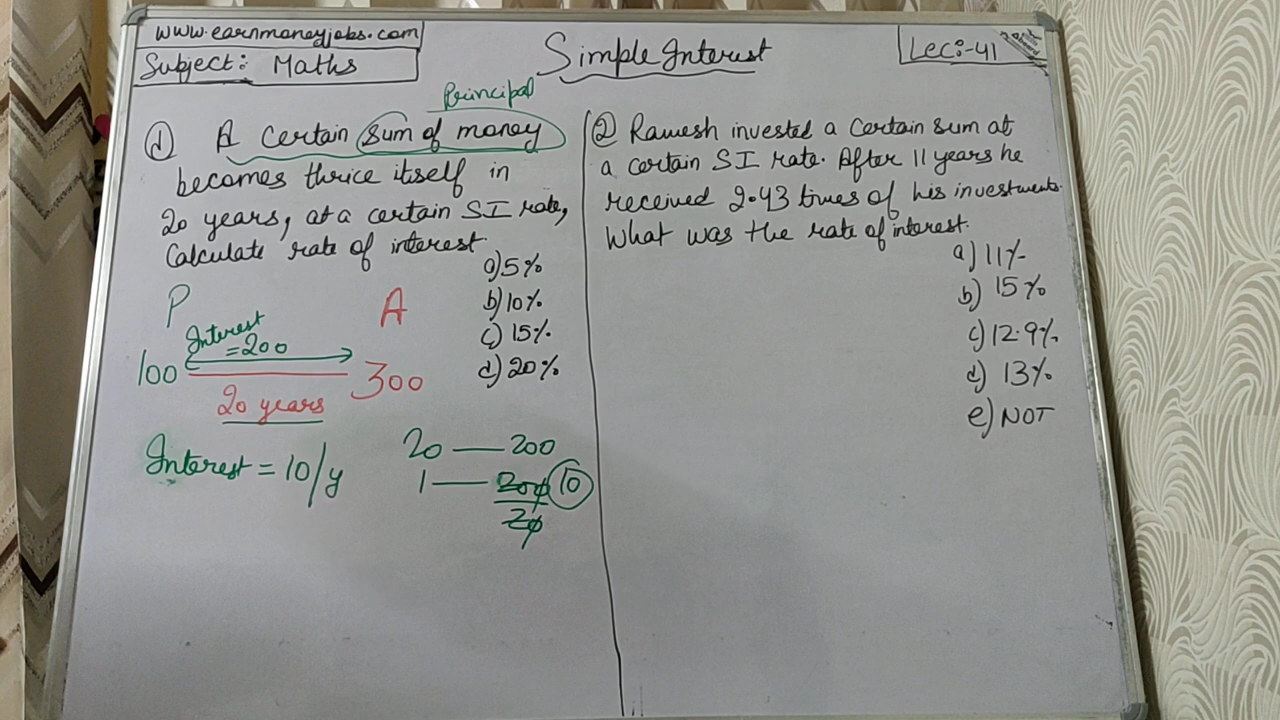 www.earnmoneyjobs.com
Subject: Maths
Simple Interest
Lec:-41
Principal
① A certain sum of money
becomes thrice itself in
20 years, at a certain SI rate,
Calculate rate of interest.
a) 5%
b) 10%
c) 15%
d) 20%
P
A
Interest
= 200
100
300
20 years
Interest = 10/y
20 — 200
1 — 200 10
20
② Ramesh invested a certain sum at
a certain SI rate. After 11 years he
received 2.43 times of his investments.
What was the rate of interest.
a) 11%
b) 15%
c) 12.9%
d) 13%
e) NOT